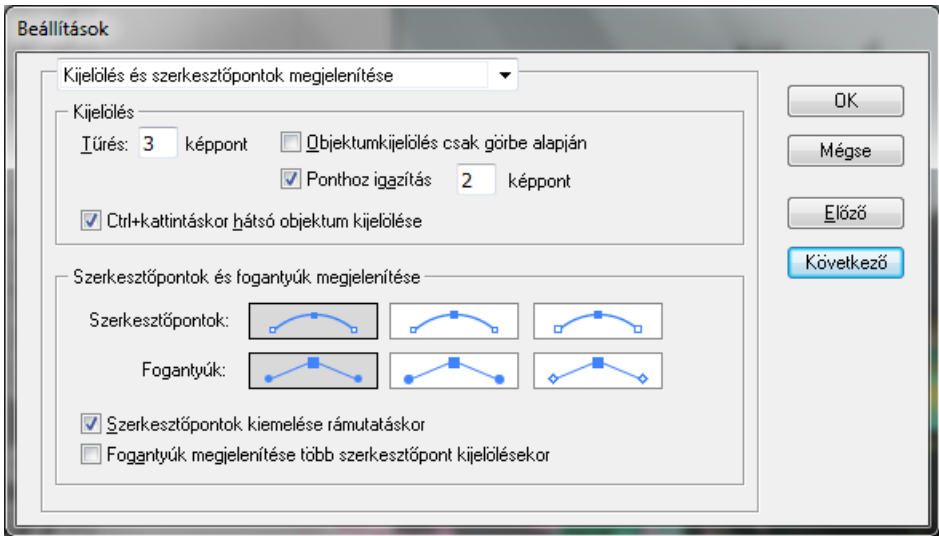 Beállítások
Kijelölés és szerkesztőpontok megjelenítése
Kijelölés
Tűrés: 3 képpont
Objektumkijelölés csak görbe alapján
Ponthoz igazítás 2 képpont
Ctrl+kattintáskor hátsó objektum kijelölése
Szerkesztőpontok és fogantyúk megjelenítése
Szerkesztőpontok:
Fogantyúk:
Szerkesztőpontok kiemelése rámutatáskor
Fogantyúk megjelenítése több szerkesztőpont kijelölésekor
OK
Mégse
Előző
Következő